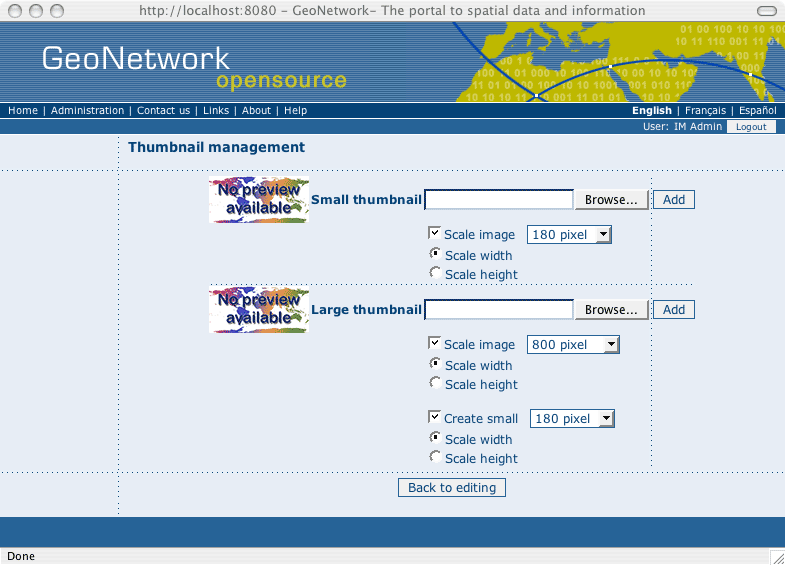 http://localhost:8080 – GeoNetwork- The portal to spatial data and information
GeoNetwork
opensource
Home | Administration | Contact us | Links | About | Help
English | Français | Español
User: IM Admin Logout
Thumbnail management
No preview available
Small thumbnail Browse... Add
Scale image 180 pixel
Scale width
Scale height
No preview available
Large thumbnail Browse... Add
Scale image 800 pixel
Scale width
Scale height
Create small 180 pixel
Scale width
Scale height
Back to editing
Done